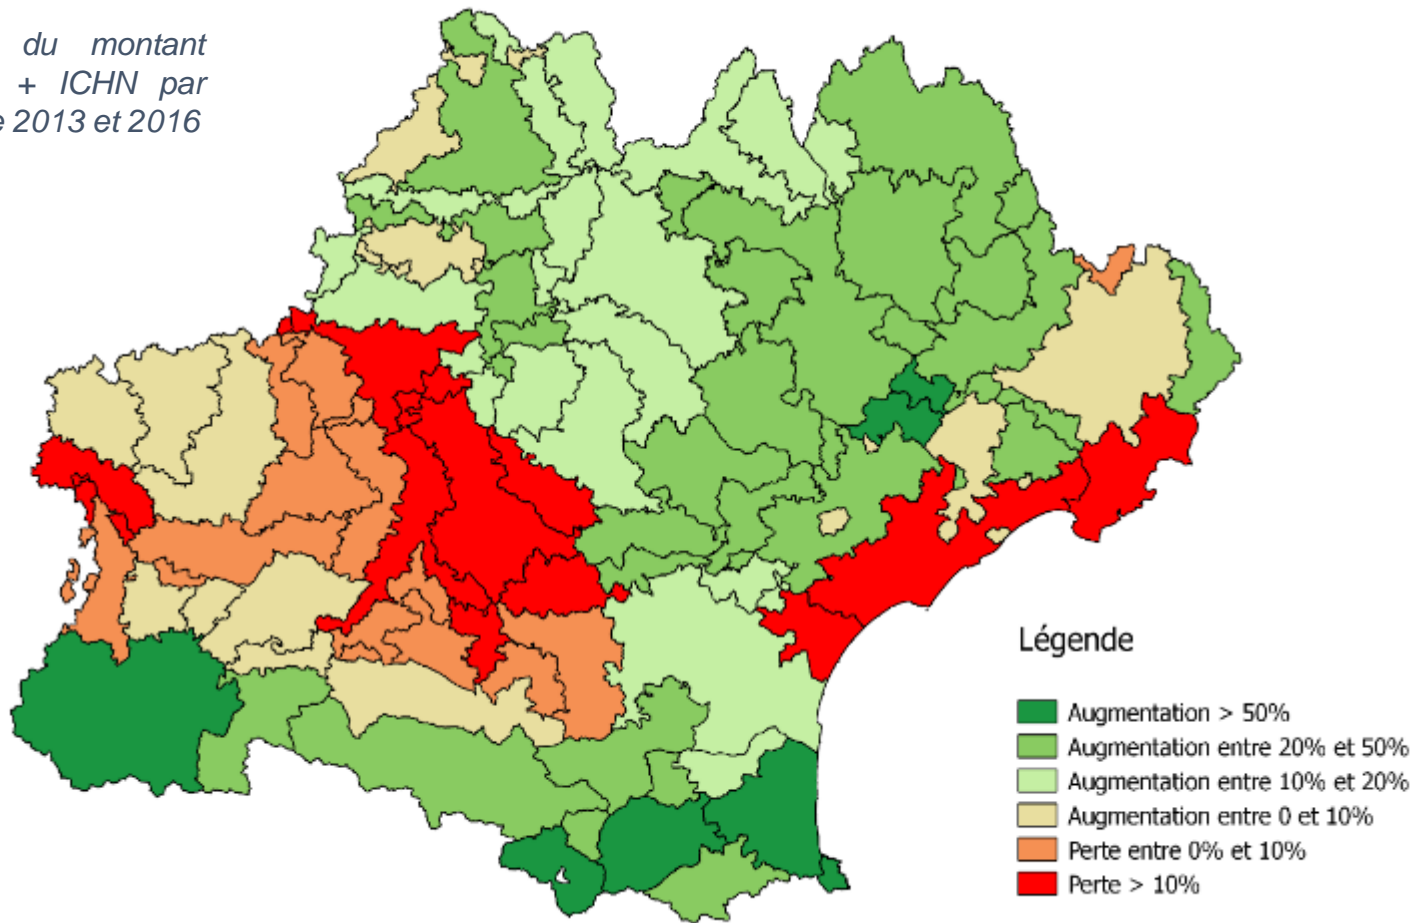 du montant
+ ICHN par
e 2013 et 2016
Légende
Augmentation > 50%
Augmentation entre 20% et 50%
Augmentation entre 10% et 20%
Augmentation entre 0 et 10%
Perte entre 0% et 10%
Perte > 10%